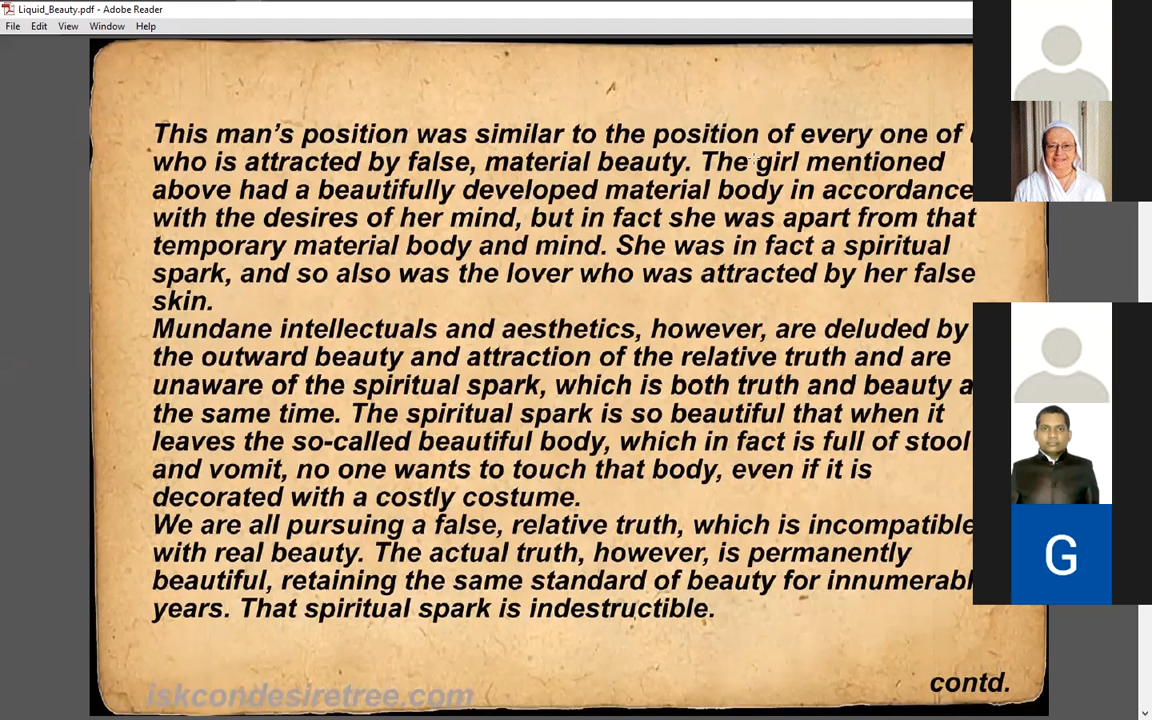 Liquid_Beauty.pdf - Adobe Reader
File Edit View Window Help
This man's position was similar to the position of every one of
who is attracted by false, material beauty. The girl mentioned
above had a beautifully developed material body in accordance
with the desires of her mind, but in fact she was apart from that
temporary material body and mind. She was in fact a spiritual
spark, and so also was the lover who was attracted by her false
skin.
Mundane intellectuals and aesthetics, however, are deluded by
the outward beauty and attraction of the relative truth and are
unaware of the spiritual spark, which is both truth and beauty a
the same time. The spiritual spark is so beautiful that when it
leaves the so-called beautiful body, which in fact is full of stool
and vomit, no one wants to touch that body, even if it is
decorated with a costly costume.
We are all pursuing a false, relative truth, which is incompatible
with real beauty. The actual truth, however, is permanently
beautiful, retaining the same standard of beauty for innumerabl
years. That spiritual spark is indestructible.
contd.
iskcondesiretree.com
G